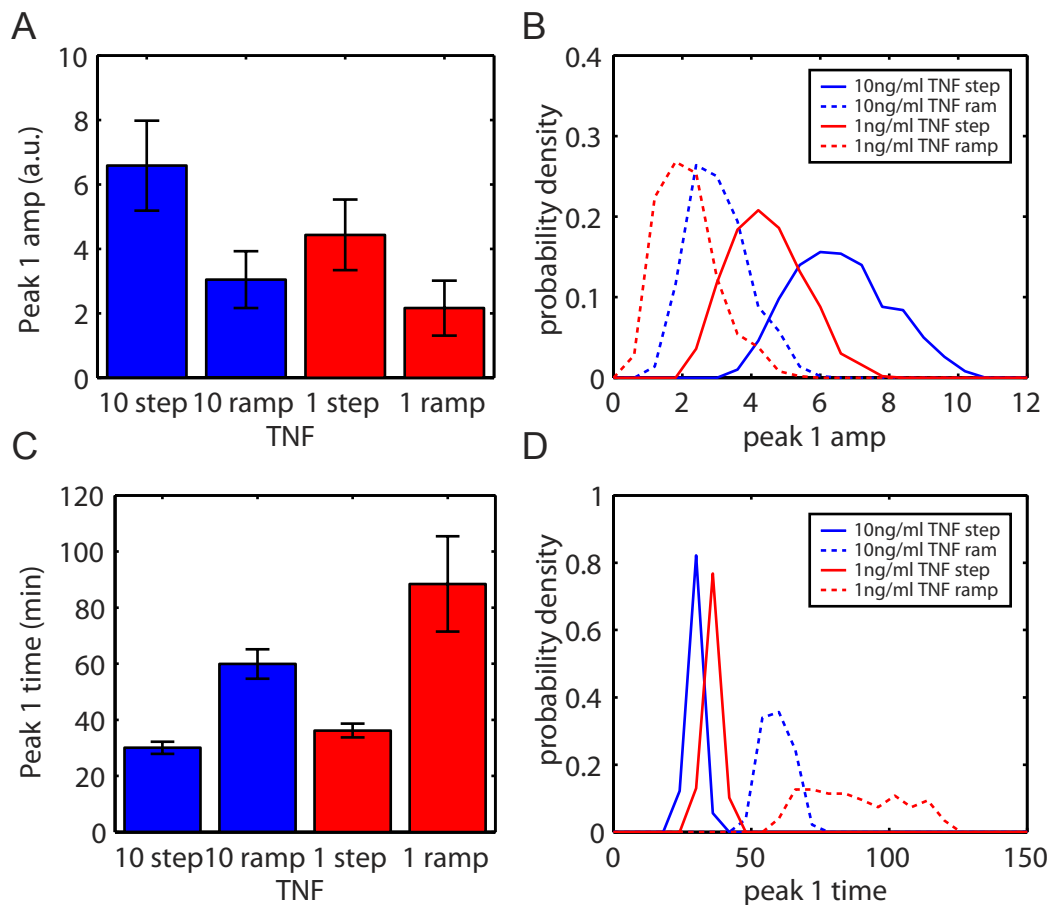 A
10
8
6
4
2
0
Peak 1 amp (a.u.)
10 step 10 ramp 1 step 1 ramp
TNF
B
0.4
0.3
0.2
0.1
0
probability density
10ng/ml TNF step
10ng/ml TNF ram
1ng/ml TNF step
1ng/ml TNF ramp
0 2 4 6 8 10 12
peak 1 amp
C
120
100
80
60
40
20
0
Peak 1 time (min)
10 step 10 ramp 1 step 1 ramp
TNF
D
1
0.8
0.6
0.4
0.2
0
probability density
10ng/ml TNF step
10ng/ml TNF ram
1ng/ml TNF step
1ng/ml TNF ramp
0 50 100 150
peak 1 time